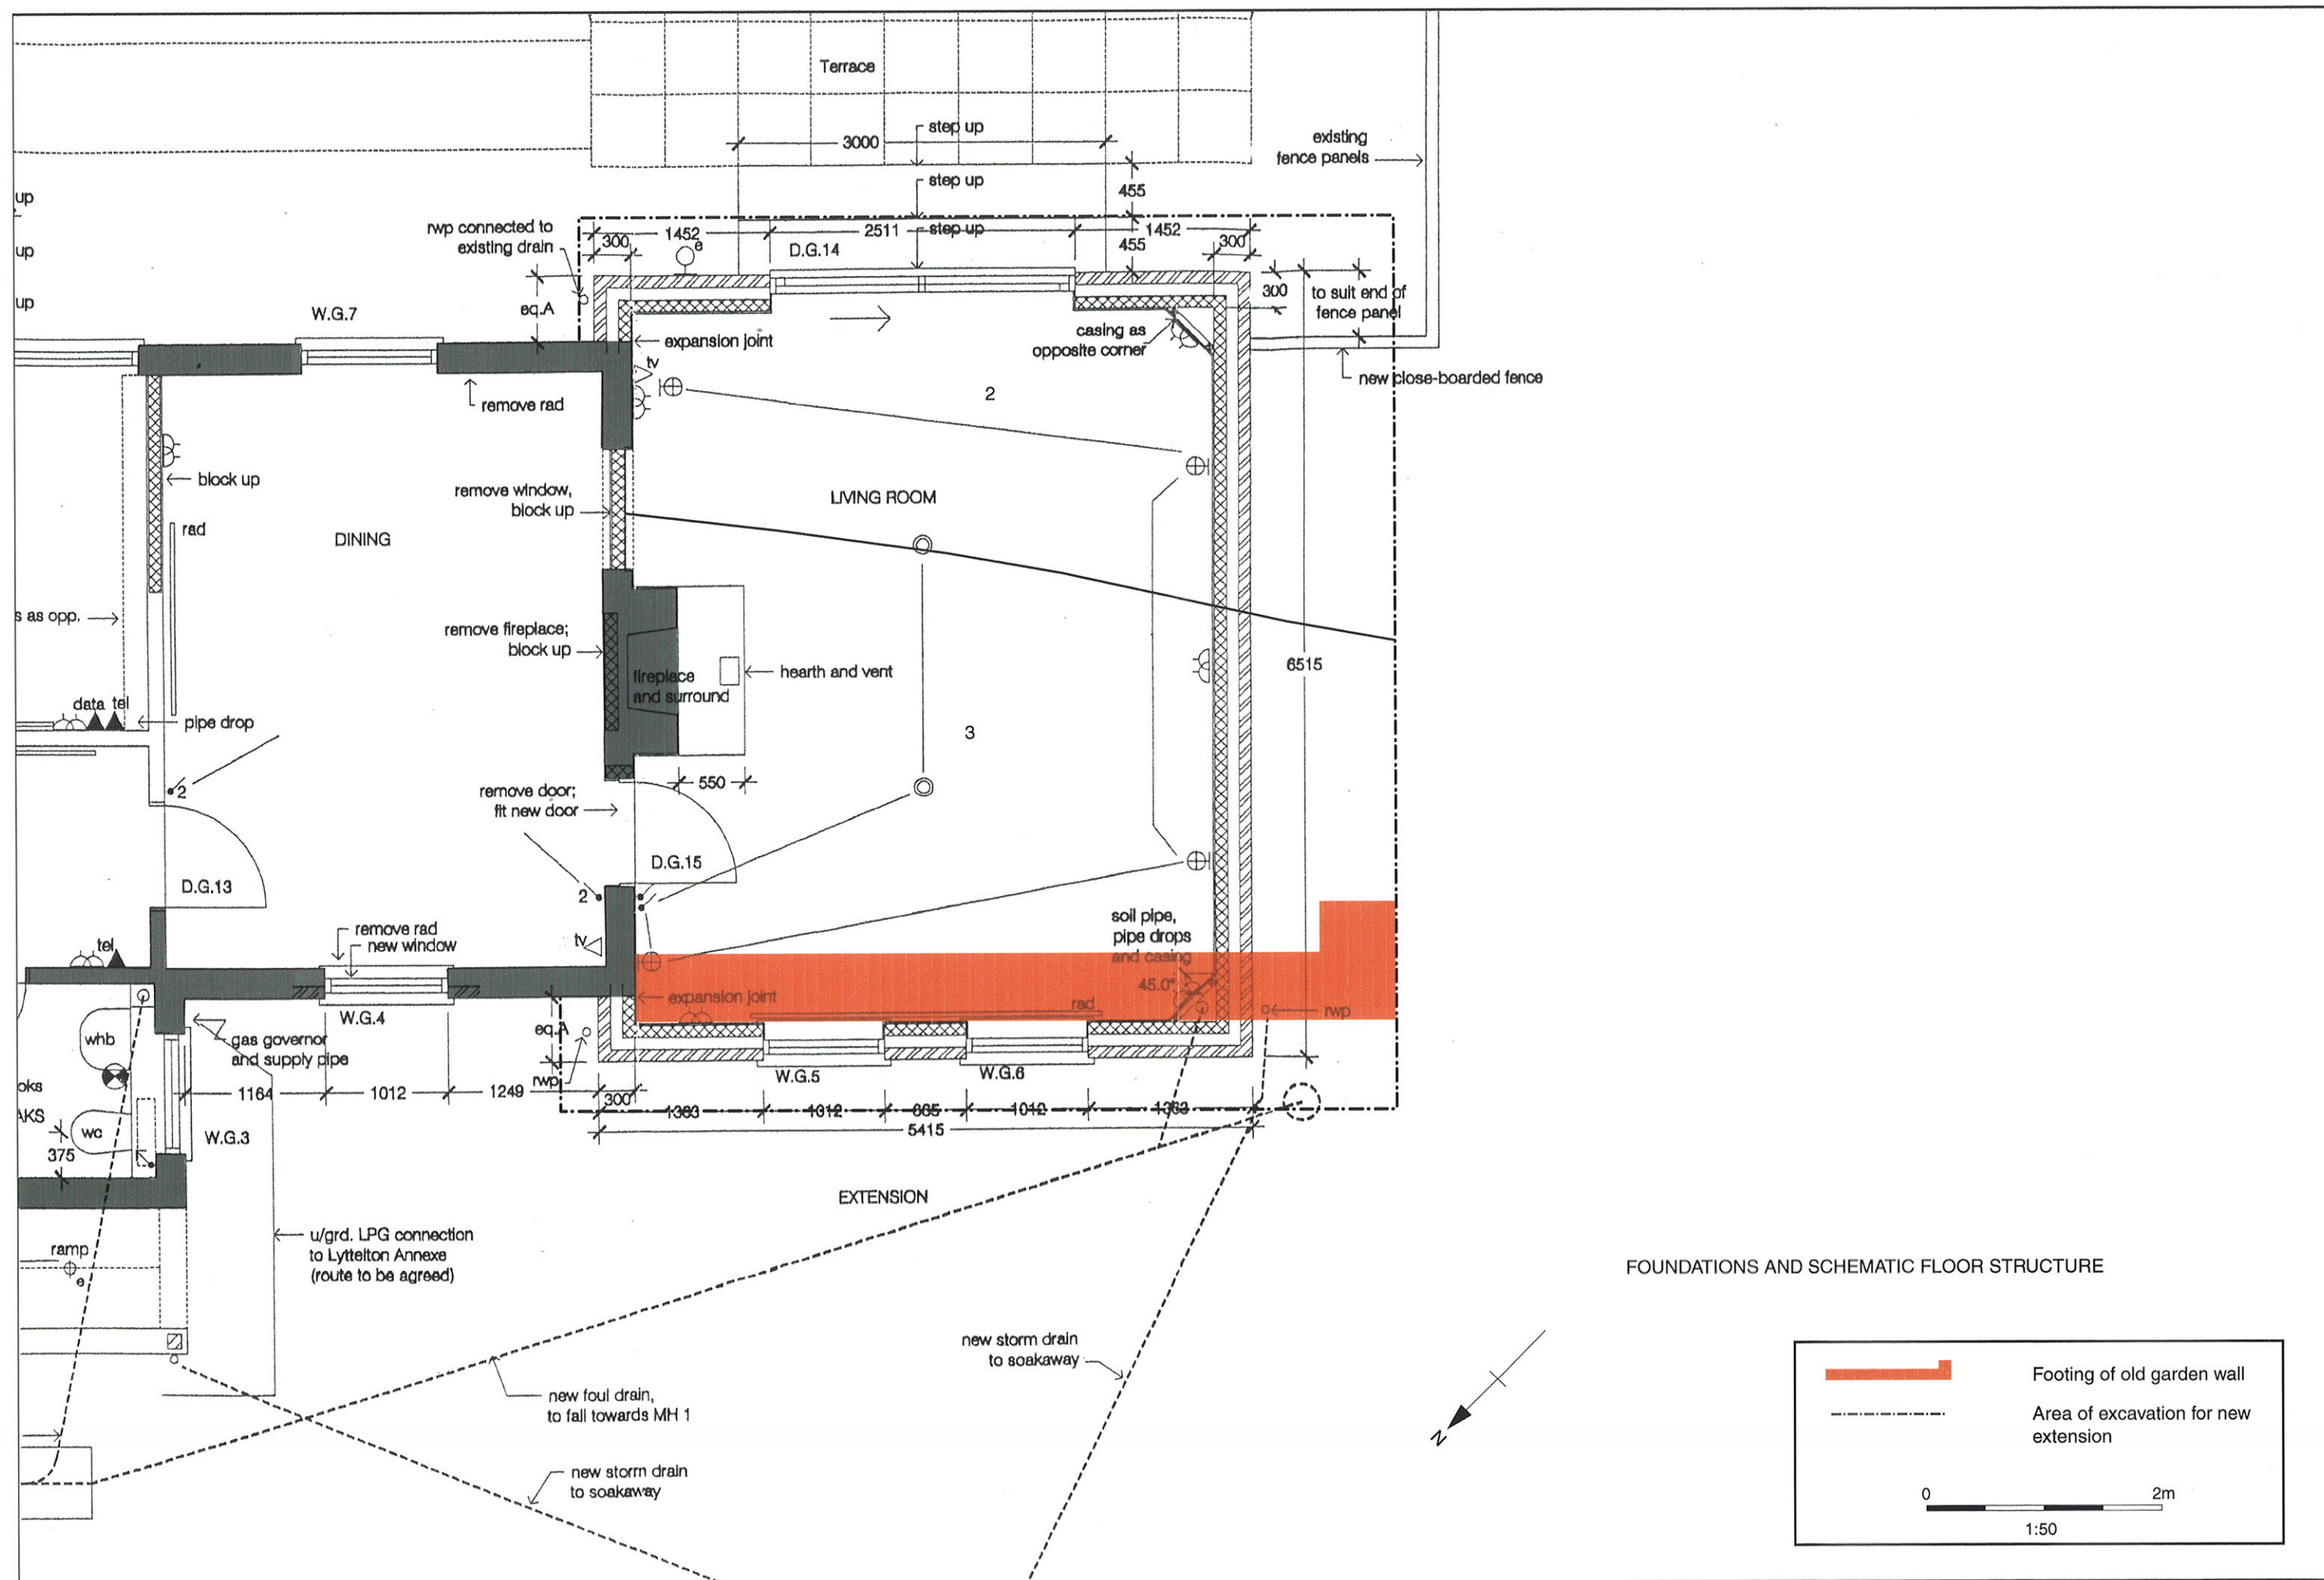 Terrace
step up
3000
existing
fence panels
step up
455
up
rwp connected to
existing drain
300
1452
e
2511
step up
1452
455
300
D.G.14
up
up
eq.A
300
to suit end of
fence panel
W.G.7
expansion joint
casing as
opposite corner
tv
new close-boarded fence
remove rad
2
block up
remove window,
block up
LIVING ROOM
rad
DINING
s as opp.
remove fireplace;
block up
fireplace
and surround
hearth and vent
6515
data tel
pipe drop
3
550
2
remove door;
fit new door
D.G.15
D.G.13
2
soil pipe,
pipe drops
and casing
45.0°
remove rad
new window
tel
tv
expansion joint
rad
rwp
W.G.4
eq.A
whb
gas governor
and supply pipe
rwp
W.G.5
W.G.6
oks
AKS
1164
1012
1249
300
1363
1012
665
1012
1363
5415
wc
W.G.3
375
EXTENSION
u/grd. LPG connection
to Lyttelton Annexe
(route to be agreed)
ramp
e
FOUNDATIONS AND SCHEMATIC FLOOR STRUCTURE
new storm drain
to soakaway
new foul drain,
to fall towards MH 1
N
Footing of old garden wall
Area of excavation for new
extension
new storm drain
to soakaway
0
2m
1:50